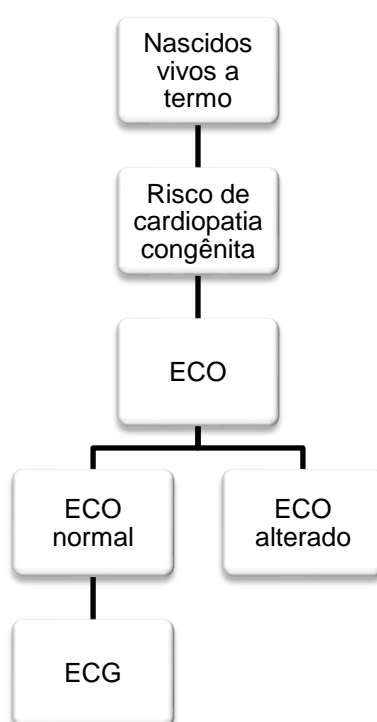 Nascidos
vivos a
termo
Risco de
cardiopatia
congênita
ECO
ECO
normal
ECO
alterado
ECG